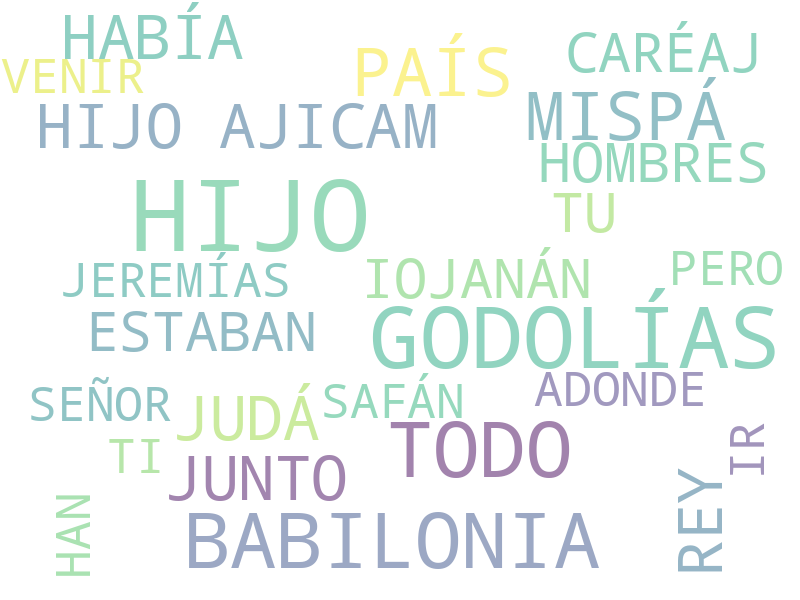 HABÍA
VENIR
PAÍS
CARÉAJ
HIJO AJICAM
MISPÁ
HOMBRES
HIJO
TU
JEREMÍAS
IOJANÁN
PERO
ESTABAN
GODOLÍAS
SEÑOR
JUDÁ
SAFÁN
ADONDE
TI
JUNTO
TODO
IR
HAN
BABILONIA
REY